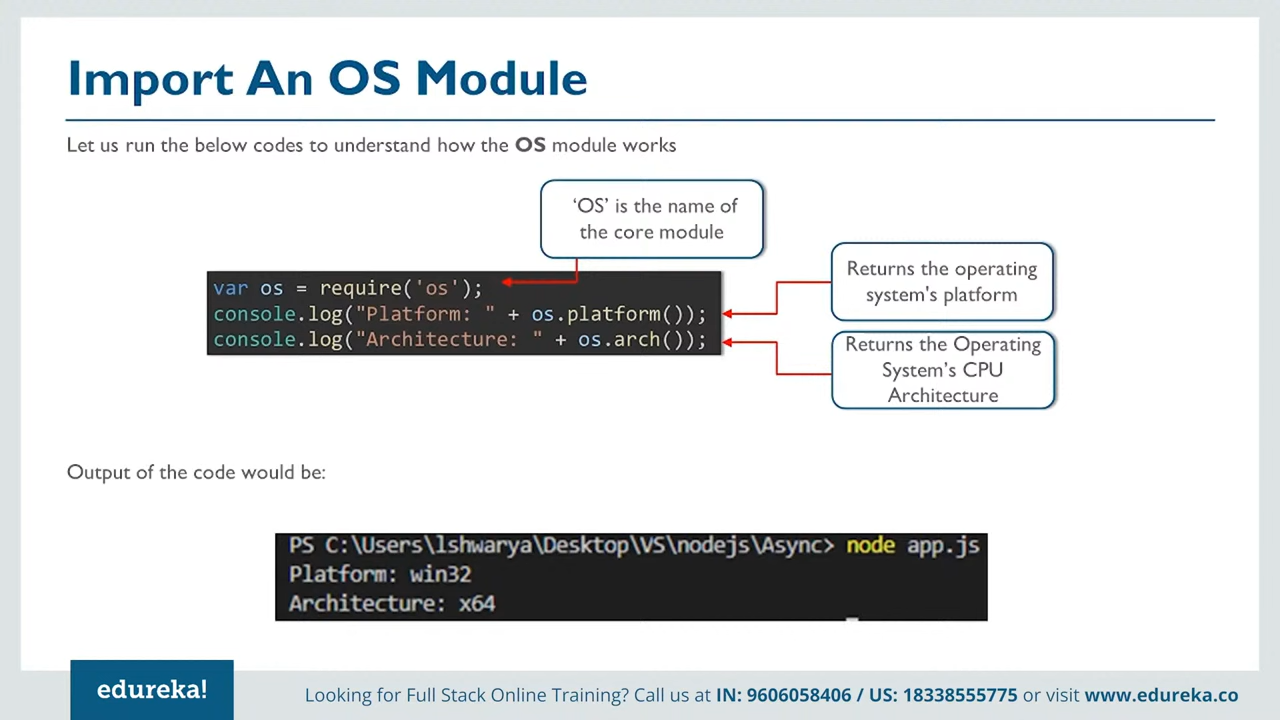 Import An OS Module
Let us run the below codes to understand how the OS module works
‘OS’ is the name of
the core module
var os = require('os');
console.log("Platform: " + os.platform());
console.log("Architecture: " + os.arch());
Returns the operating
system's platform
Returns the Operating
System’s CPU
Architecture
Output of the code would be:
PS C:\Users\lshwarya\Desktop\VS\nodejs\Async> node app.js
Platform: win32
Architecture: x64
edureka!
Looking for Full Stack Online Training? Call us at IN: 9606058406 / US: 18338555775 or visit www.edureka.co